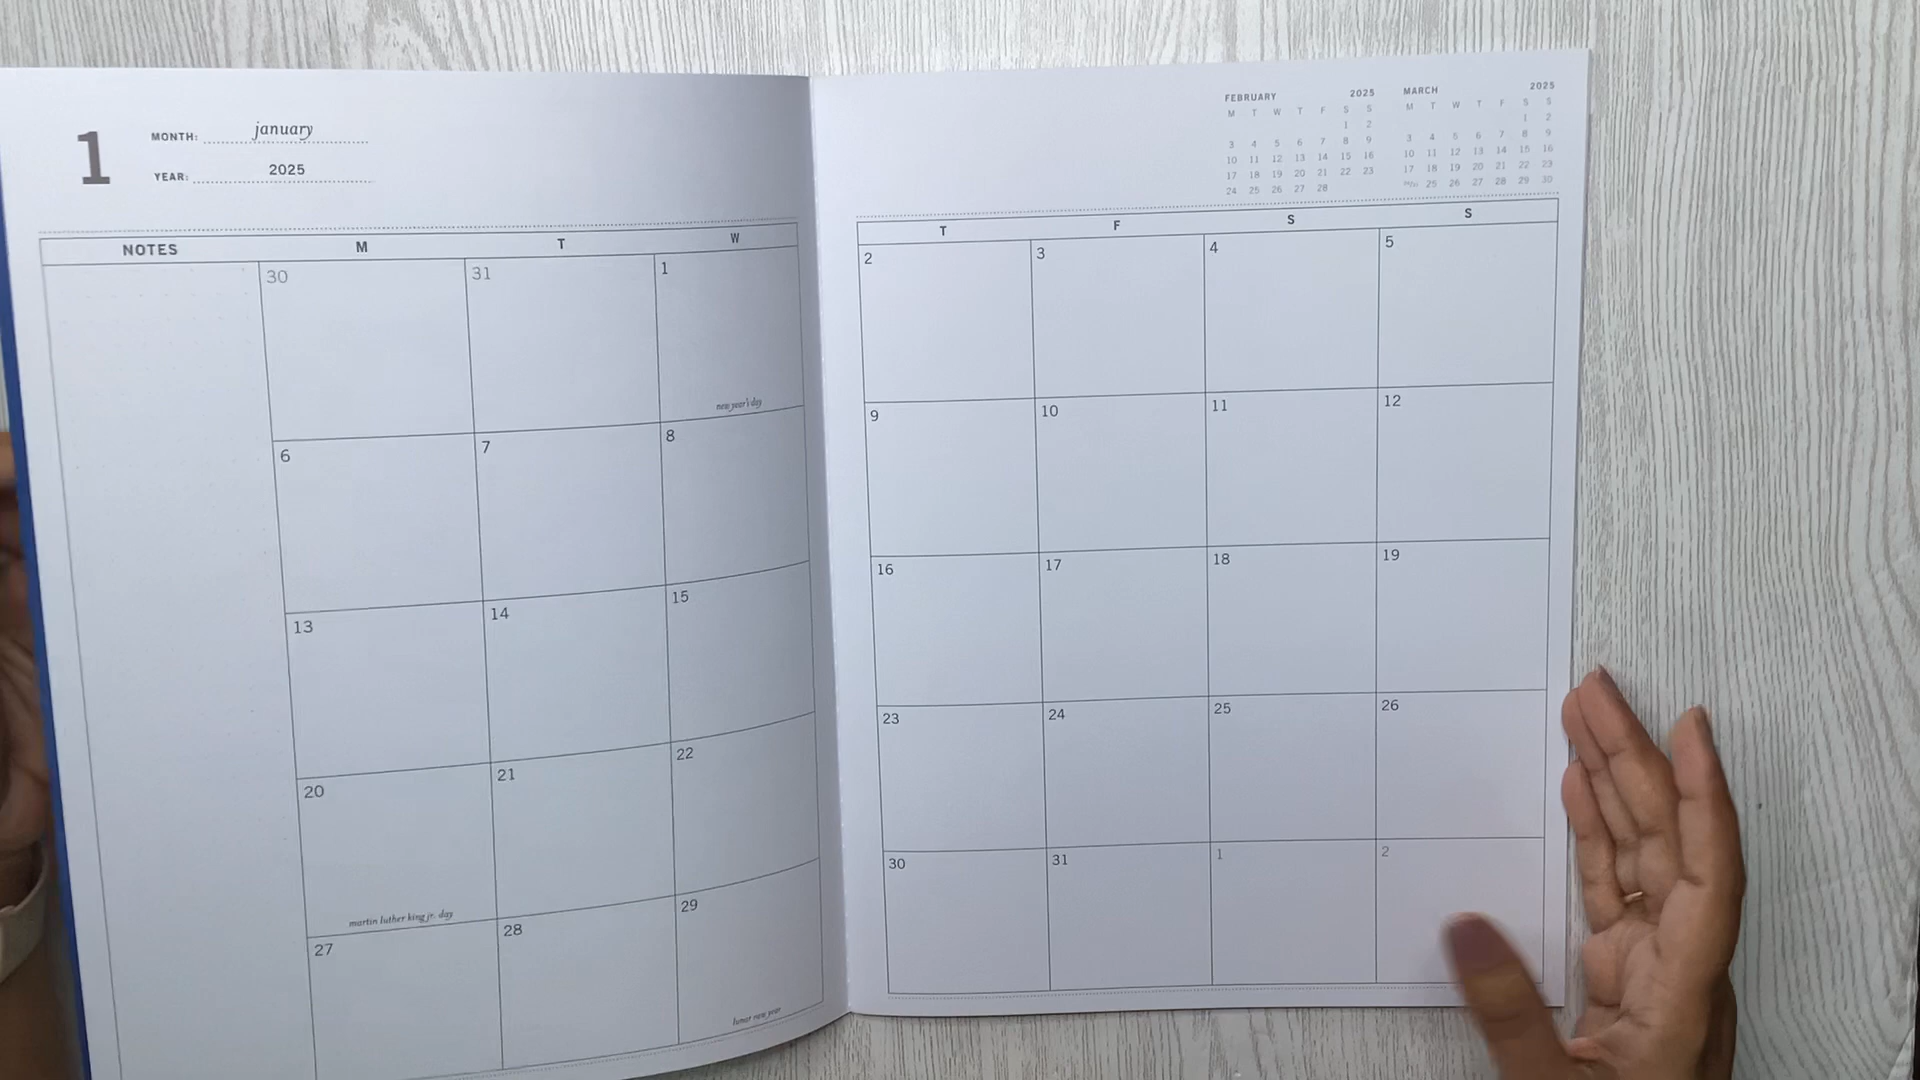 1
MONTH: january
YEAR: 2025
NOTES M T W
30 31 1
new year's day
6 7 8
13 14 15
20 21 22
martin luther king jr. day
27 28 29
lunar new year
FEBRUARY 2025
M T W T F S S
1 2
3 4 5 6 7 8 9
10 11 12 13 14 15 16
17 18 19 20 21 22 23
24 25 26 27 28
MARCH 2025
M T W T F S S
1 2
3 4 5 6 7 8 9
10 11 12 13 14 15 16
17 18 19 20 21 22 23
24/31 25 26 27 28 29 30
T F S S
2 3 4 5
9 10 11 12
16 17 18 19
23 24 25 26
30 31 1 2